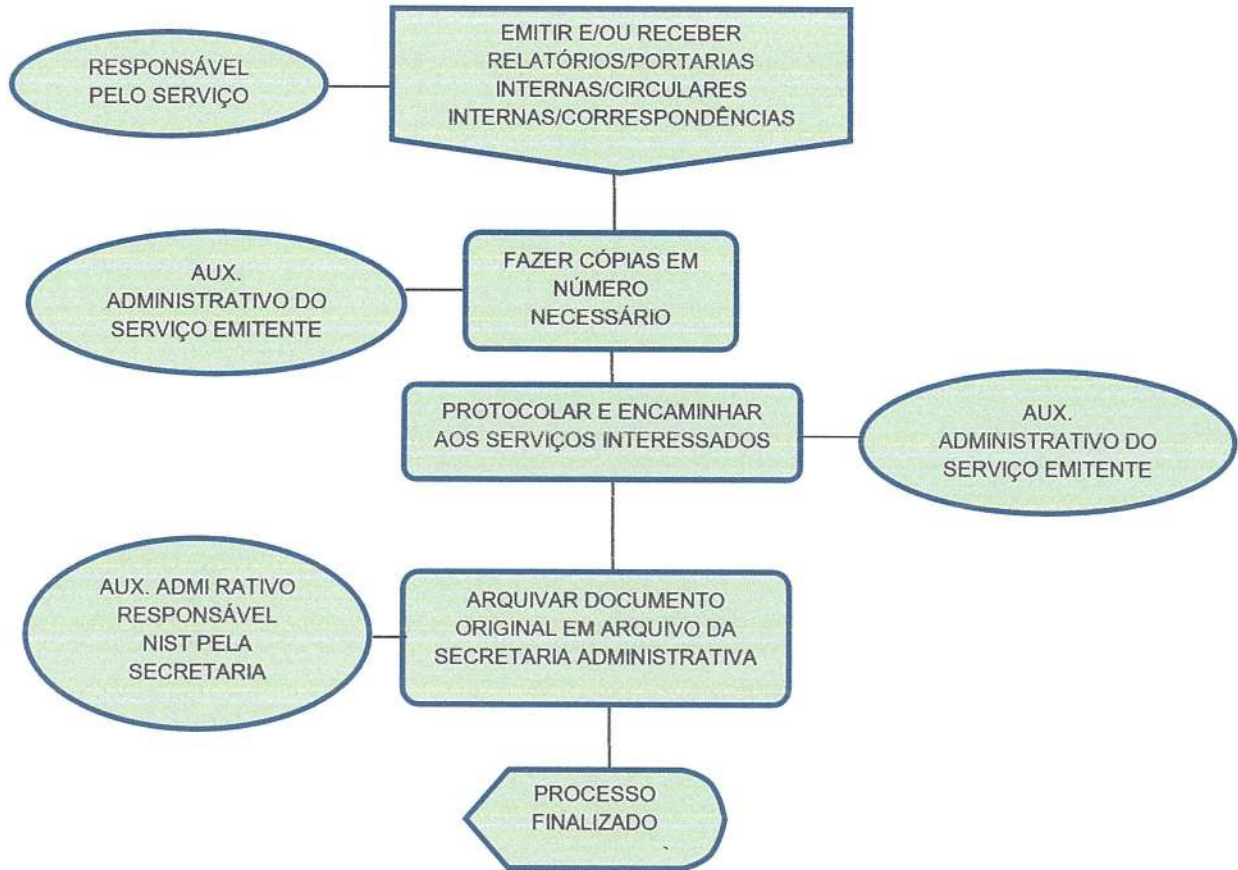 EMITIR E/OU RECEBER
RELATÓRIOS/PORTARIAS
INTERNAS/CIRCULARES
INTERNAS/CORRESPONDÊNCIAS
RESPONSÁVEL
PELO SERVIÇO
FAZER CÓPIAS EM
NÚMERO
NECESSÁRIO
AUX.
ADMINISTRATIVO DO
SERVIÇO EMITENTE
PROTOCOLAR E ENCAMINHAR
AOS SERVIÇOS INTERESSADOS
AUX.
ADMINISTRATIVO DO
SERVIÇO EMITENTE
AUX. ADMI RATIVO
RESPONSÁVEL
NIST PELA
SECRETARIA
ARQUIVAR DOCUMENTO
ORIGINAL EM ARQUIVO DA
SECRETARIA ADMINISTRATIVA
PROCESSO
FINALIZADO